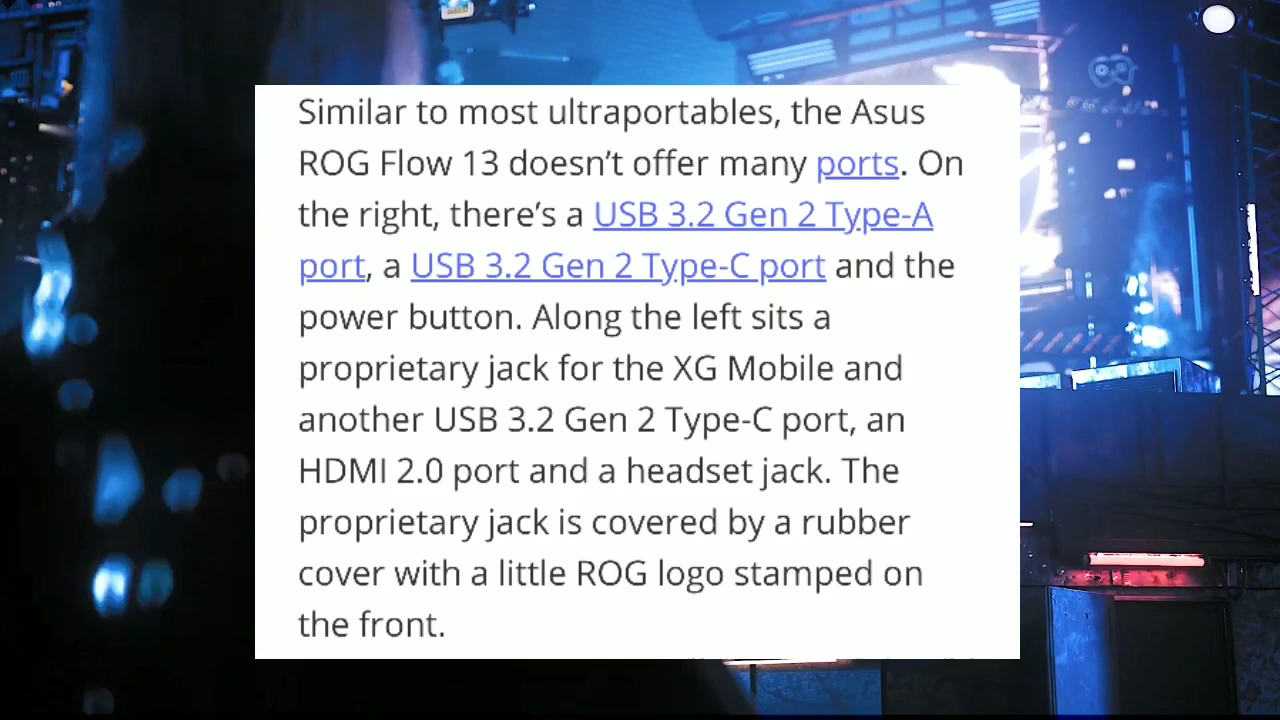 Similar to most ultraportables, the Asus
ROG Flow 13 doesn’t offer many ports. On
the right, there’s a USB 3.2 Gen 2 Type-A
port, a USB 3.2 Gen 2 Type-C port and the
power button. Along the left sits a
proprietary jack for the XG Mobile and
another USB 3.2 Gen 2 Type-C port, an
HDMI 2.0 port and a headset jack. The
proprietary jack is covered by a rubber
cover with a little ROG logo stamped on
the front.